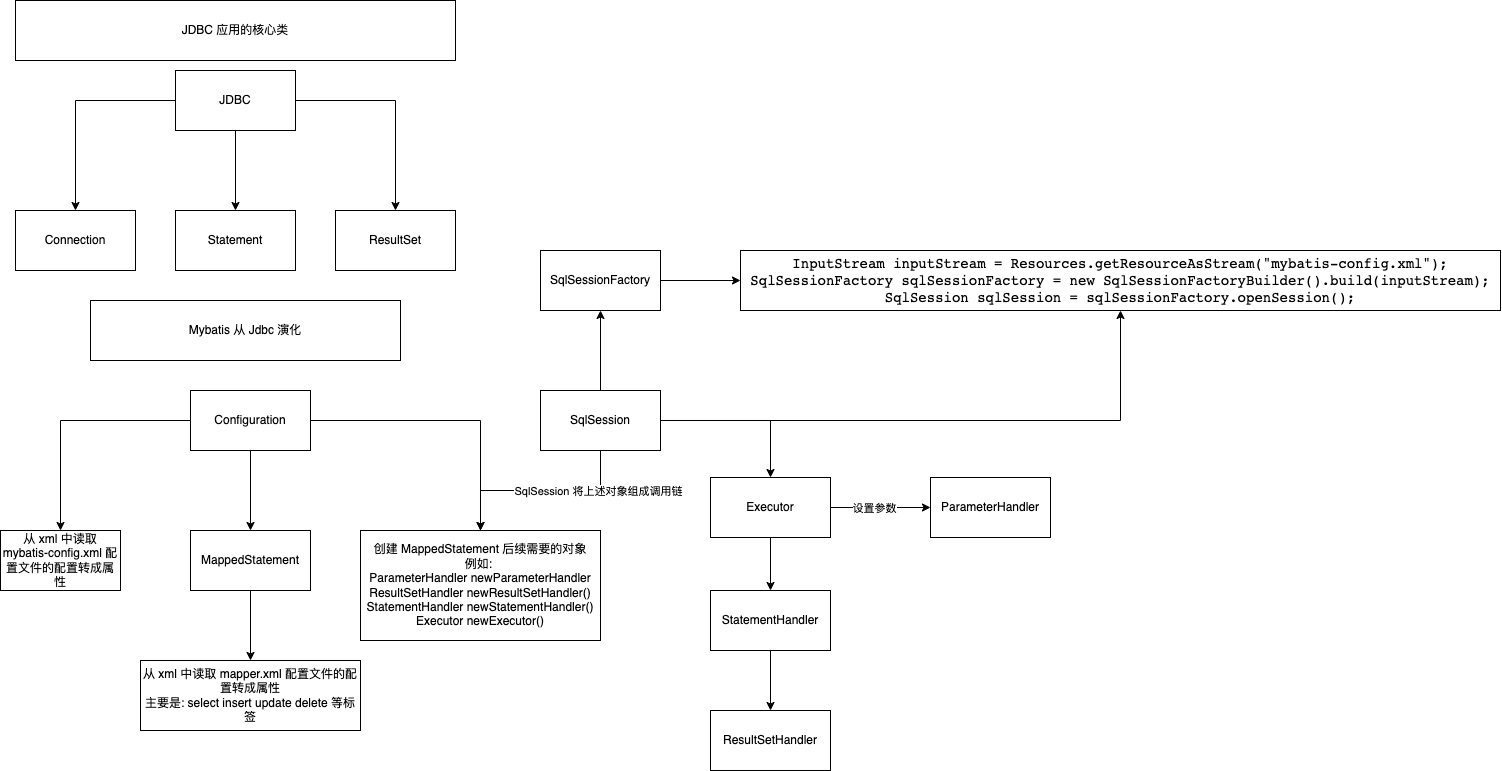 JDBC 应用的核心类
JDBC
Connection
Statement
ResultSet
Mybatis 从 Jdbc 演化
Configuration
从 xml 中读取
mybatis-config.xml 配
置文件的配置转成属
性
MappedStatement
从 xml 中读取 mapper.xml 配置文件的配
置转成属性
主要是: select insert update delete 等标
签
创建 MappedStatement 后续需要的对象
例如:
ParameterHandler newParameterHandler
ResultSetHandler newResultSetHandler()
StatementHandler newStatementHandler()
Executor newExecutor()
SqlSessionFactory
InputStream inputStream = Resources.getResourceAsStream("mybatis-config.xml");
SqlSessionFactory sqlSessionFactory = new SqlSessionFactoryBuilder().build(inputStream);
SqlSession sqlSession = sqlSessionFactory.openSession();
SqlSession
SqlSession 将上述对象组成调用链
Executor
设置参数
ParameterHandler
StatementHandler
ResultSetHandler